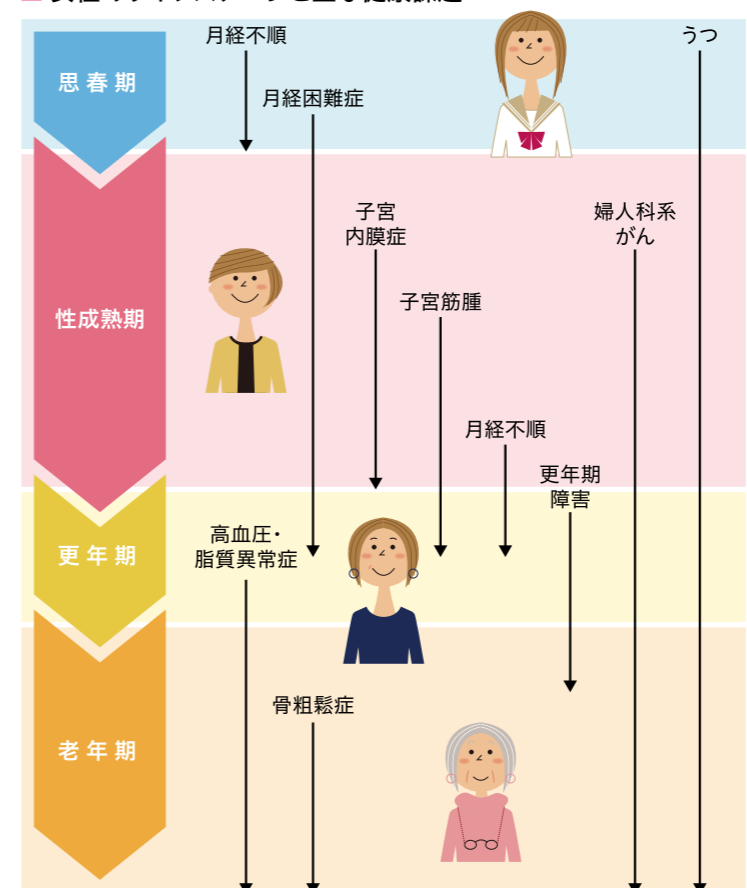 思春期
月経不順
うつ
月経困難症
子宮
内膜症
婦人科系
がん
性成熟期
子宮筋腫
月経不順
更年期
障害
更年期
高血圧・
脂質異常症
骨粗鬆症
老年期